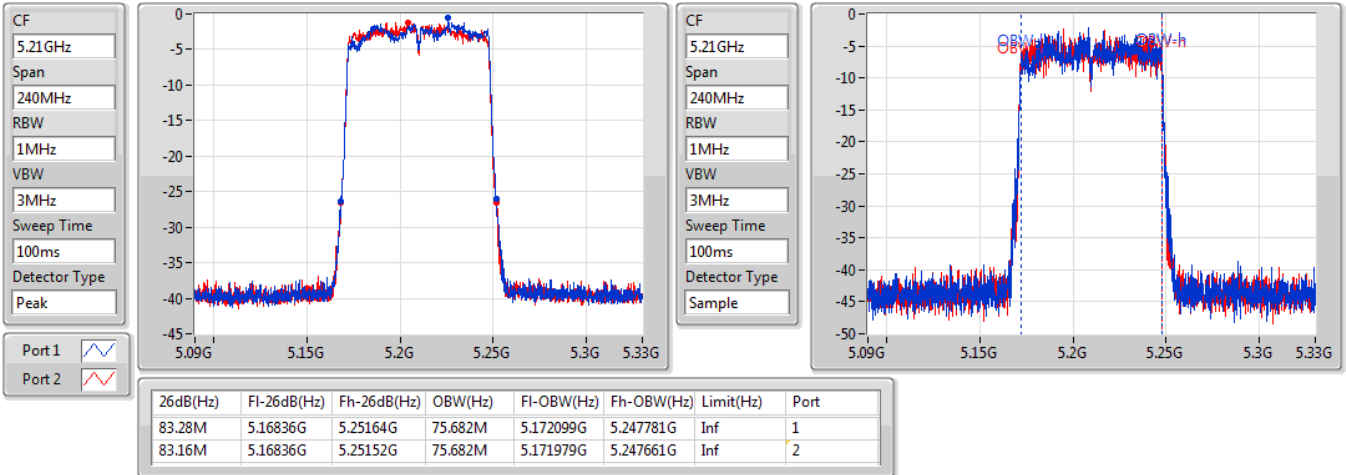 CF
5.21GHz
Span
240MHz
RBW
1MHz
VBW
3MHz
Sweep Time
100ms
Detector Type
Peak
Port 1
Port 2
0-
-5-
-10-
-15-
-20-
-25-
-30-
-35-
-40-
-45-
5.09G 5.15G 5.2G 5.25G 5.3G 5.33G
CF
5.21GHz
Span
240MHz
RBW
1MHz
VBW
3MHz
Sweep Time
100ms
Detector Type
Sample
0-
-5-
-10-
-15-
-20-
-25-
-30-
-35-
-40-
-45-
-50-
OBW-h
5.09G 5.15G 5.2G 5.25G 5.3G 5.33G
26dB(Hz) Fl-26dB(Hz) Fh-26dB(Hz) OBW(Hz) Fl-OBW(Hz) Fh-OBW(Hz) Limit(Hz) Port
83.28M 5.16836G 5.25164G 75.682M 5.172099G 5.247781G Inf 1
83.16M 5.16836G 5.25152G 75.682M 5.171979G 5.247661G Inf 2